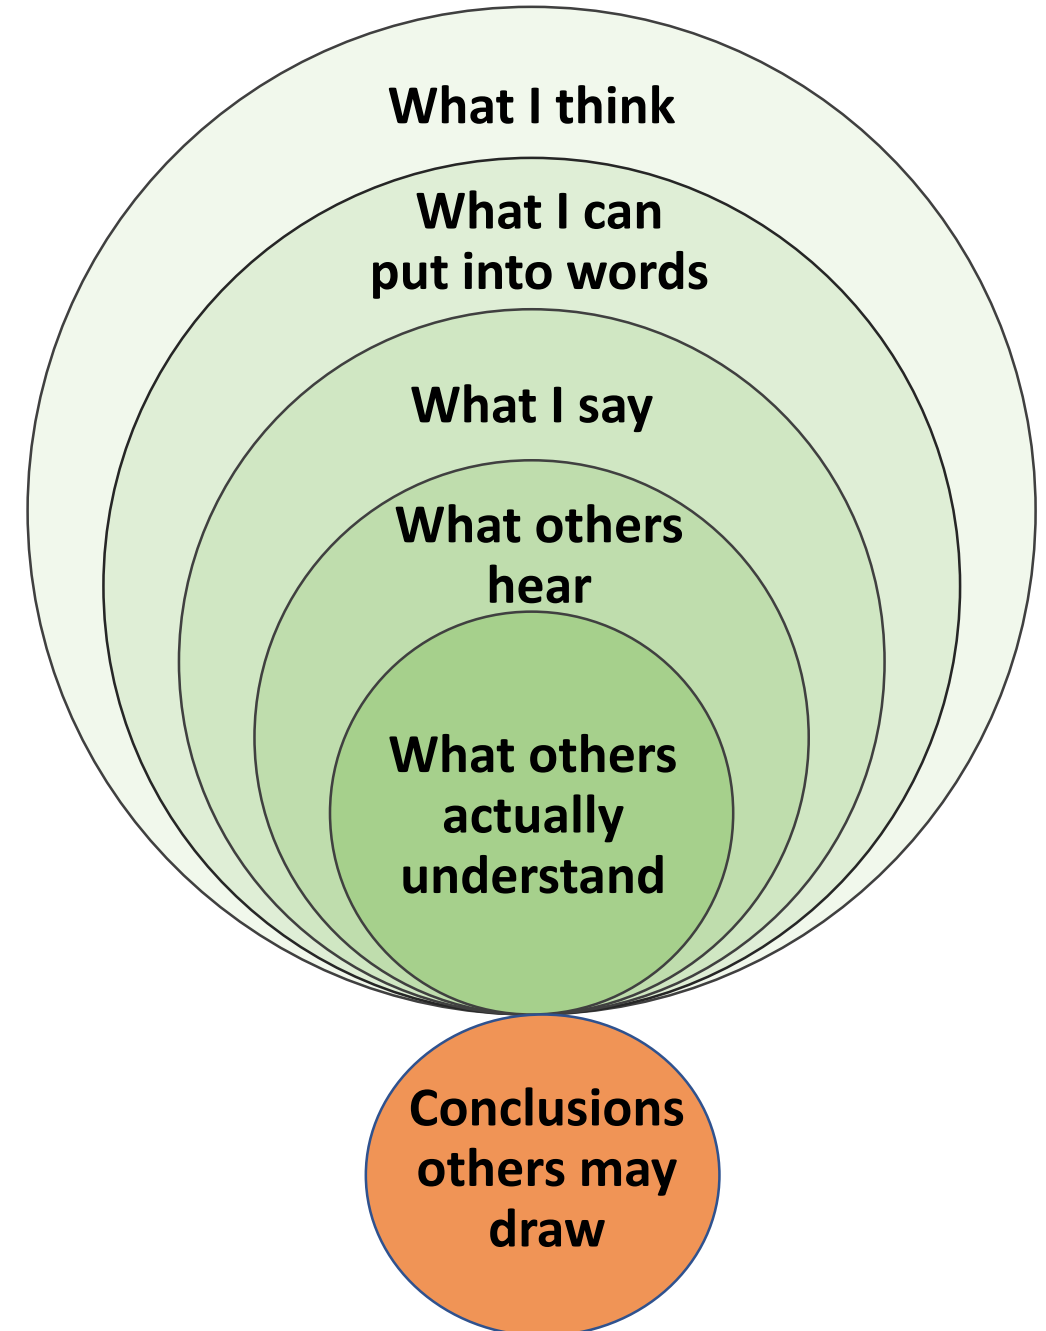 What I think
What I can
put into words
What I say
What others
hear
What others
actually
understand
Conclusions
others may
draw